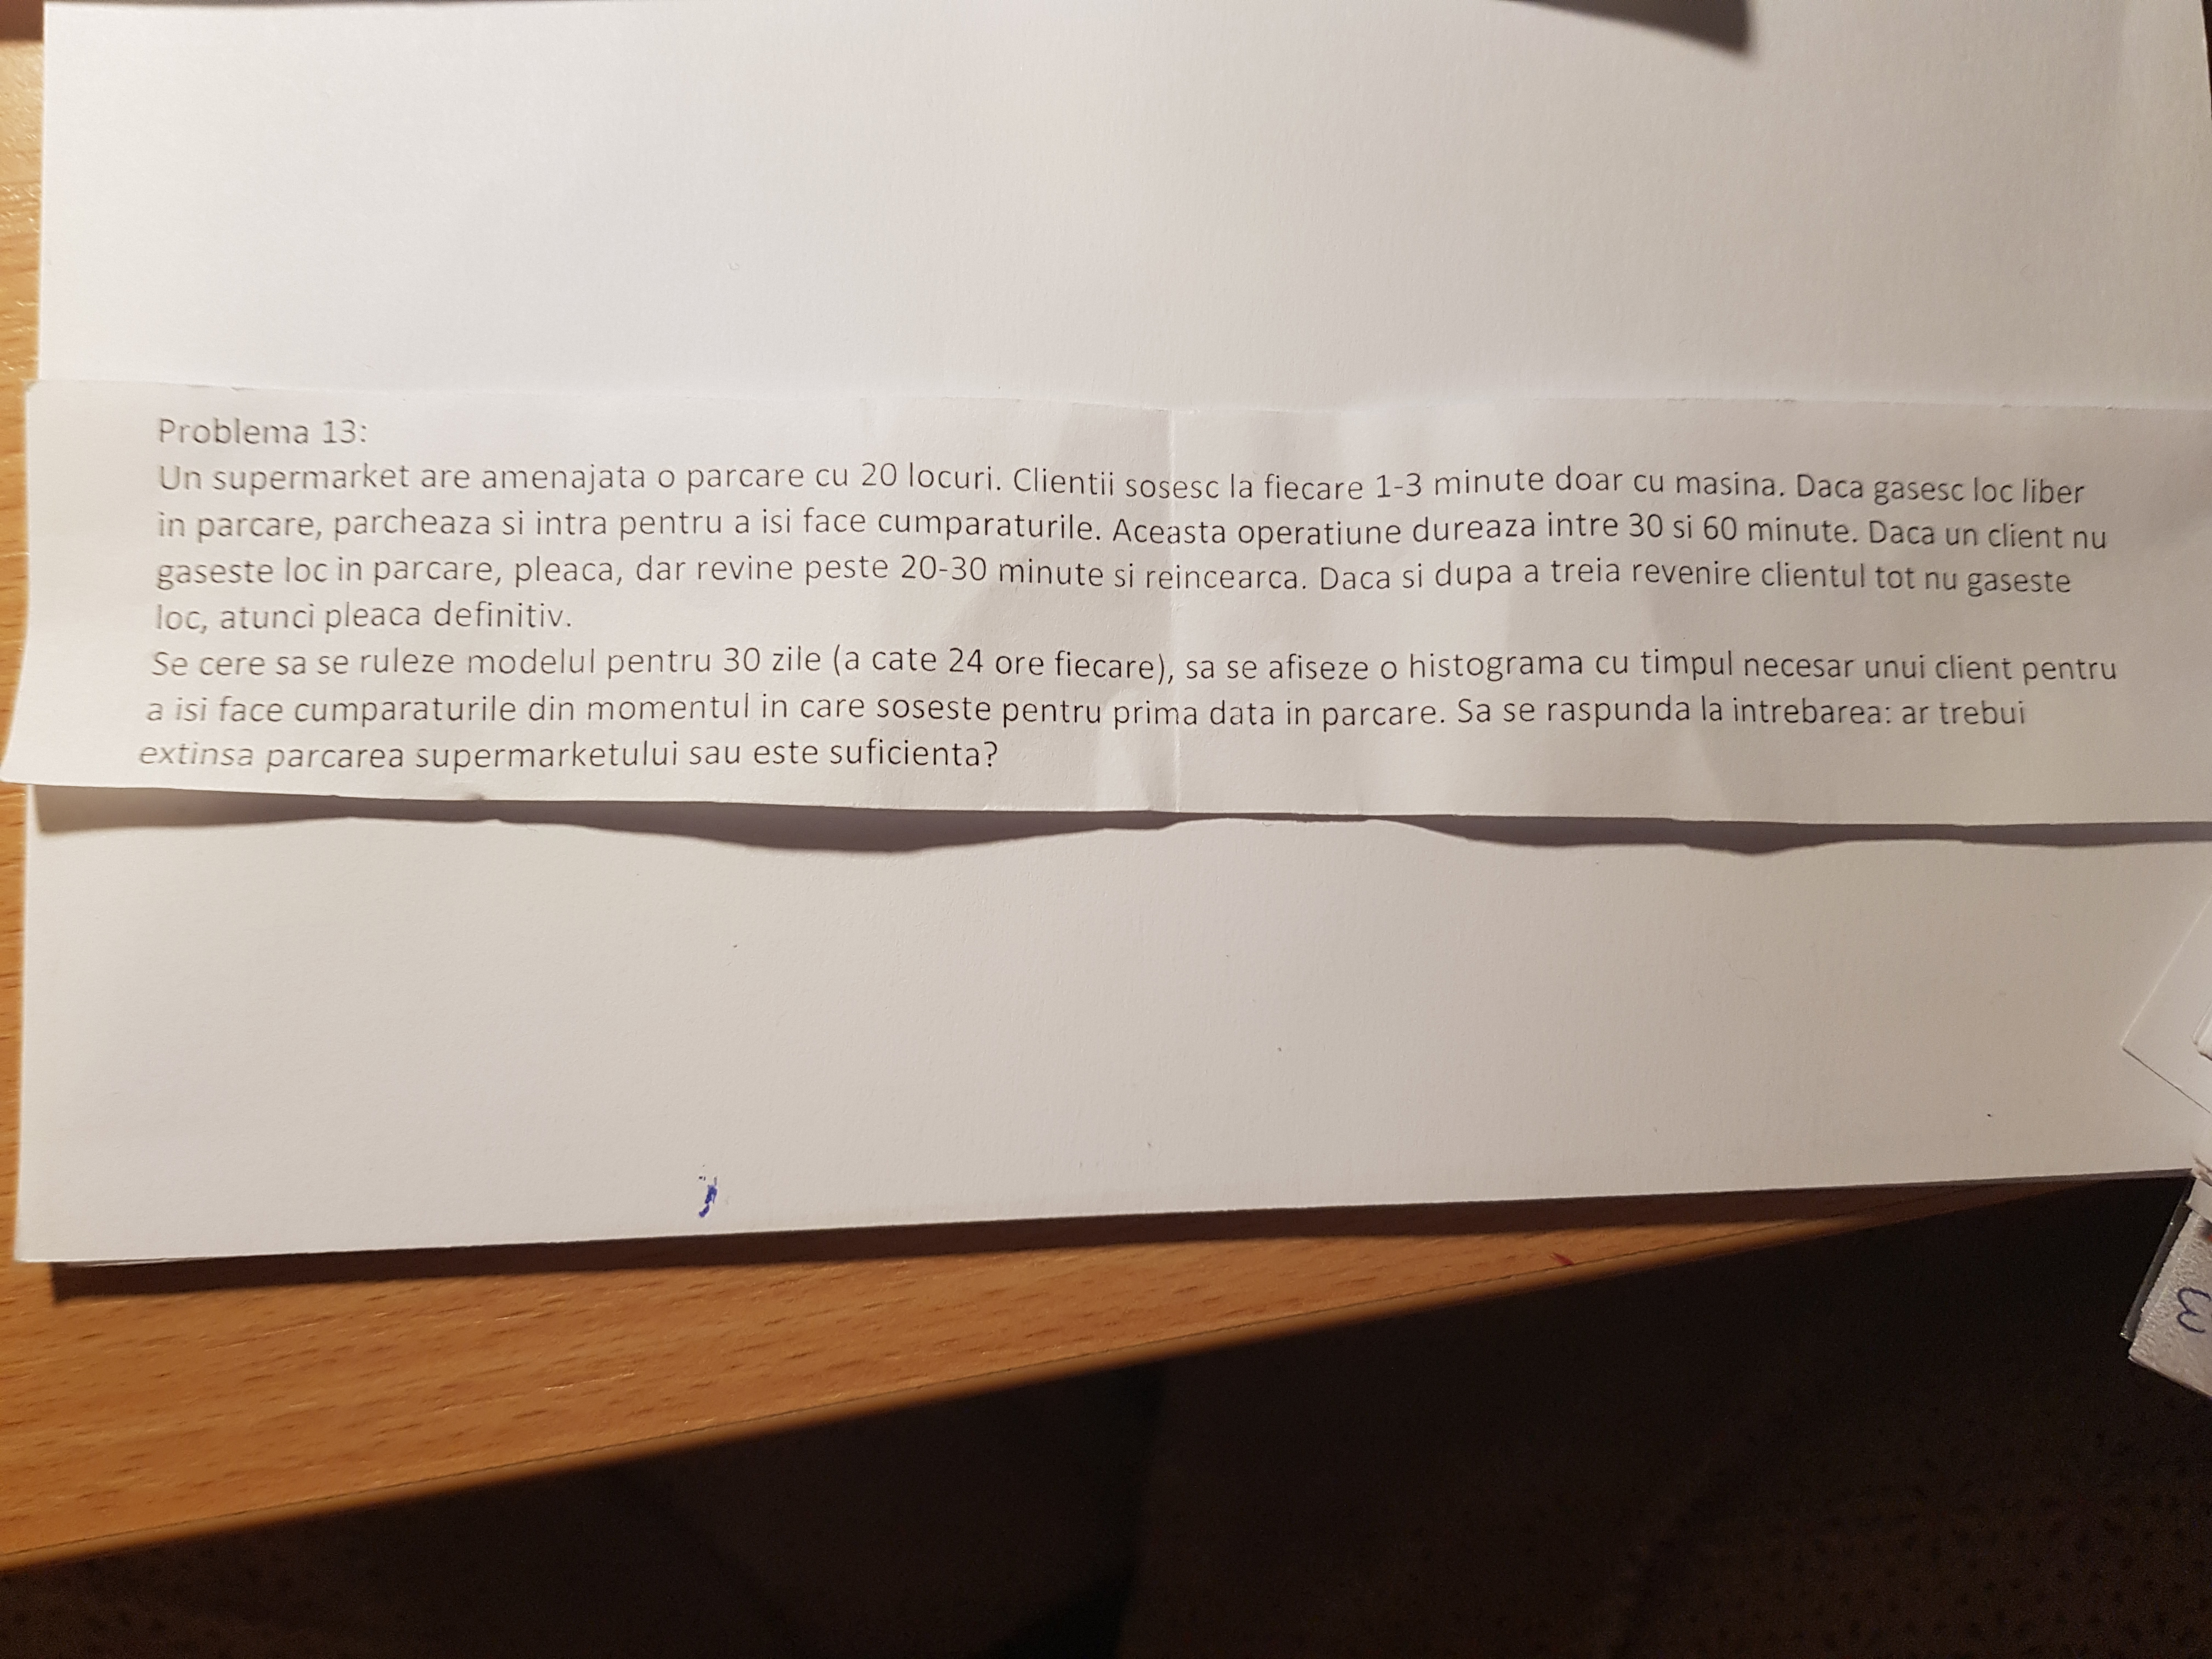 Problema 13:
Un supermarket are amenajata o parcare cu 20 locuri. Clientii sosesc la fiecare 1-3 minute doar cu masina. Daca gasesc loc liber
in parcare, parcheaza si intra pentru a isi face cumparaturile. Aceasta operatiune dureaza intre 30 si 60 minute. Daca un client nu
gaseste loc in parcare, pleaca, dar revine peste 20-30 minute si reincearca. Daca si dupa a treia revenire clientul tot nu gaseste
loc, atunci pleaca definitiv.
Se cere sa se ruleze modelul pentru 30 zile (a cate 24 ore fiecare), sa se afiseze o histograma cu timpul necesar unui client pentru
a isi face cumparaturile din momentul in care soseste pentru prima data in parcare. Sa se raspunda la intrebarea: ar trebui
extinsa parcarea supermarketului sau este suficienta?
3